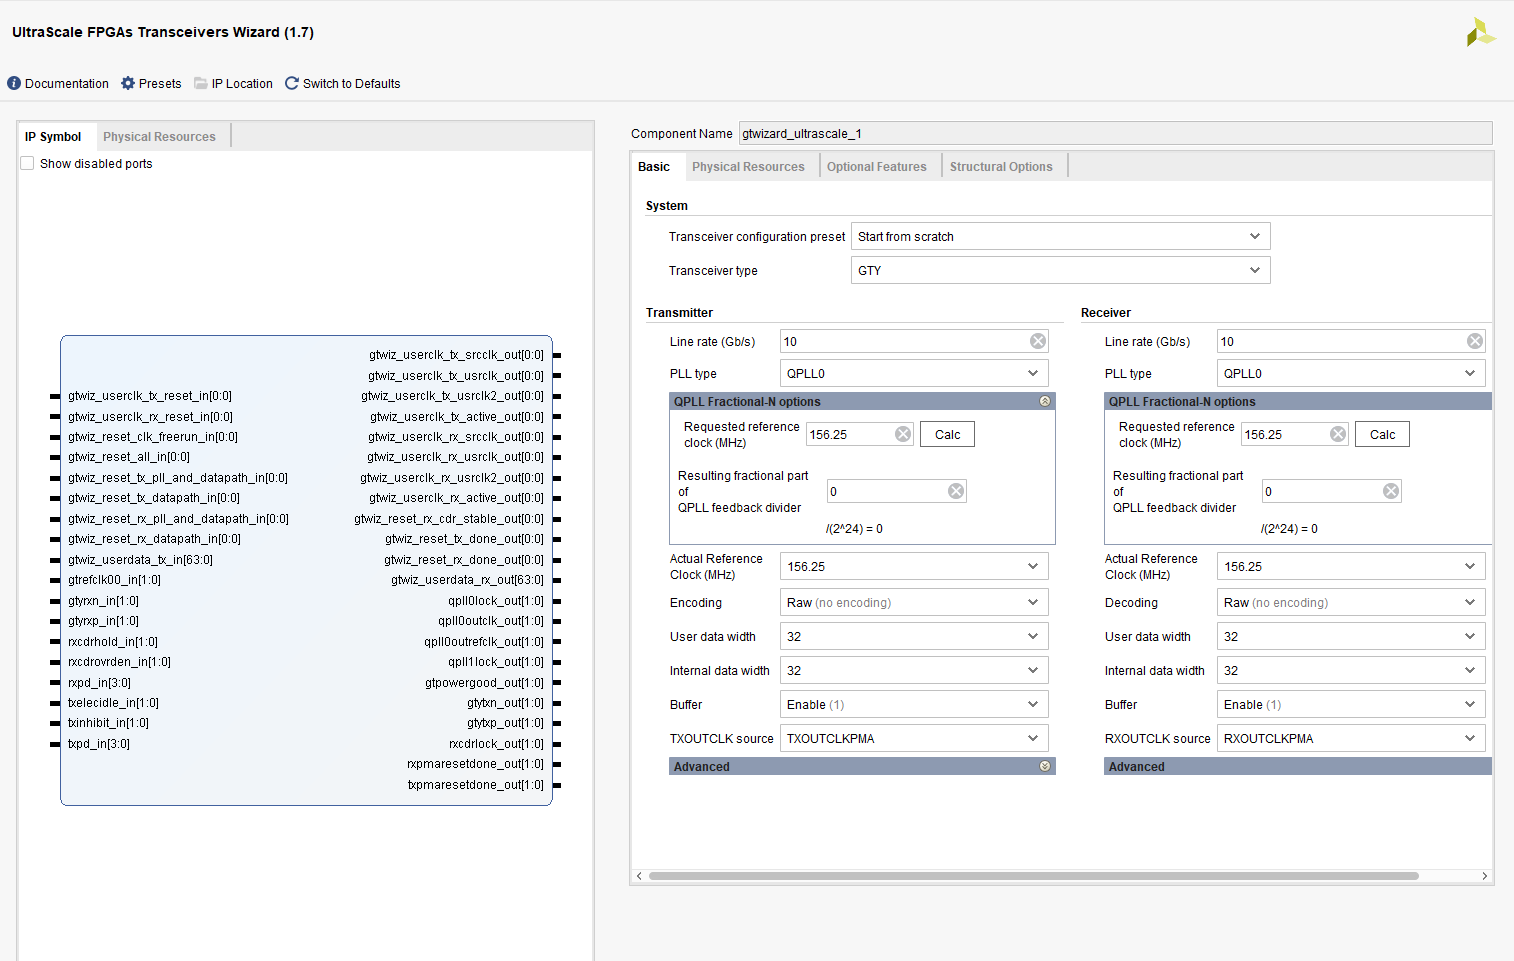 UltraScale FPGAs Transceivers Wizard (1.7)
Documentation Presets IP Location Switch to Defaults
IP Symbol Physical Resources
Show disabled ports
gtwiz_userclk_tx_srcclk_out[0:0]
gtwiz_userclk_tx_usrclk_out[0:0]
gtwiz_userclk_tx_reset_in[0:0] gtwiz_userclk_tx_usrclk2_out[0:0]
gtwiz_userclk_rx_reset_in[0:0] gtwiz_userclk_tx_active_out[0:0]
gtwiz_reset_clk_freerun_in[0:0] gtwiz_userclk_rx_srcclk_out[0:0]
gtwiz_reset_all_in[0:0] gtwiz_userclk_rx_usrclk_out[0:0]
gtwiz_reset_tx_pll_and_datapath_in[0:0] gtwiz_userclk_rx_usrclk2_out[0:0]
gtwiz_reset_tx_datapath_in[0:0] gtwiz_userclk_rx_active_out[0:0]
gtwiz_reset_rx_pll_and_datapath_in[0:0] gtwiz_reset_rx_cdr_stable_out[0:0]
gtwiz_reset_rx_datapath_in[0:0] gtwiz_reset_tx_done_out[0:0]
gtwiz_userdata_tx_in[63:0] gtwiz_reset_rx_done_out[0:0]
gtrefclk00_in[1:0] gtwiz_userdata_rx_out[63:0]
gtyrxn_in[1:0] qpll0lock_out[1:0]
gtyrxp_in[1:0] qpll0outclk_out[1:0]
rxcdrhold_in[1:0] qpll0outrefclk_out[1:0]
rxcdrovrden_in[1:0] qpll1lock_out[1:0]
rxpd_in[3:0] gtpowergood_out[1:0]
txelecidle_in[1:0] gtytxn_out[1:0]
txinhibit_in[1:0] gtytxp_out[1:0]
txpd_in[3:0] rxcdrlock_out[1:0]
rxpmaresetdone_out[1:0]
txpmaresetdone_out[1:0]
Component Name gtwizard_ultrascale_1
Basic Physical Resources Optional Features Structural Options
System
Transceiver configuration preset Start from scratch
Transceiver type GTY
Transmitter
Line rate (Gb/s) 10
PLL type QPLL0
QPLL Fractional-N options
Requested reference
clock (MHz) 156.25 Calc
Resulting fractional part
of
QPLL feedback divider 0
/(2^24) = 0
Actual Reference
Clock (MHz) 156.25
Encoding Raw (no encoding)
User data width 32
Internal data width 32
Buffer Enable (1)
TXOUTCLK source TXOUTCLKPMA
Advanced
Receiver
Line rate (Gb/s) 10
PLL type QPLL0
QPLL Fractional-N options
Requested reference
clock (MHz) 156.25 Calc
Resulting fractional part
of
QPLL feedback divider 0
/(2^24) = 0
Actual Reference
Clock (MHz) 156.25
Decoding Raw (no encoding)
User data width 32
Internal data width 32
Buffer Enable (1)
RXOUTCLK source RXOUTCLKPMA
Advanced